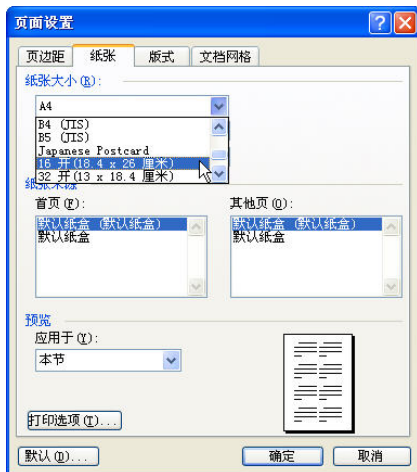 页面设置
页边距 纸张 版式 文档网格
纸张大小(R):
A4
B4 (JIS)
B5 (JIS)
Japanese Postcard
16 开(18.4 x 26 厘米)
32 开(13 x 18.4 厘米)
纸张来源
首页(F): 其他页(O):
默认纸盒 (默认纸盒) 默认纸盒 (默认纸盒)
默认纸盒 默认纸盒
预览
应用于(Y):
本节
打印选项(T)...
默认(D)... 确定 取消